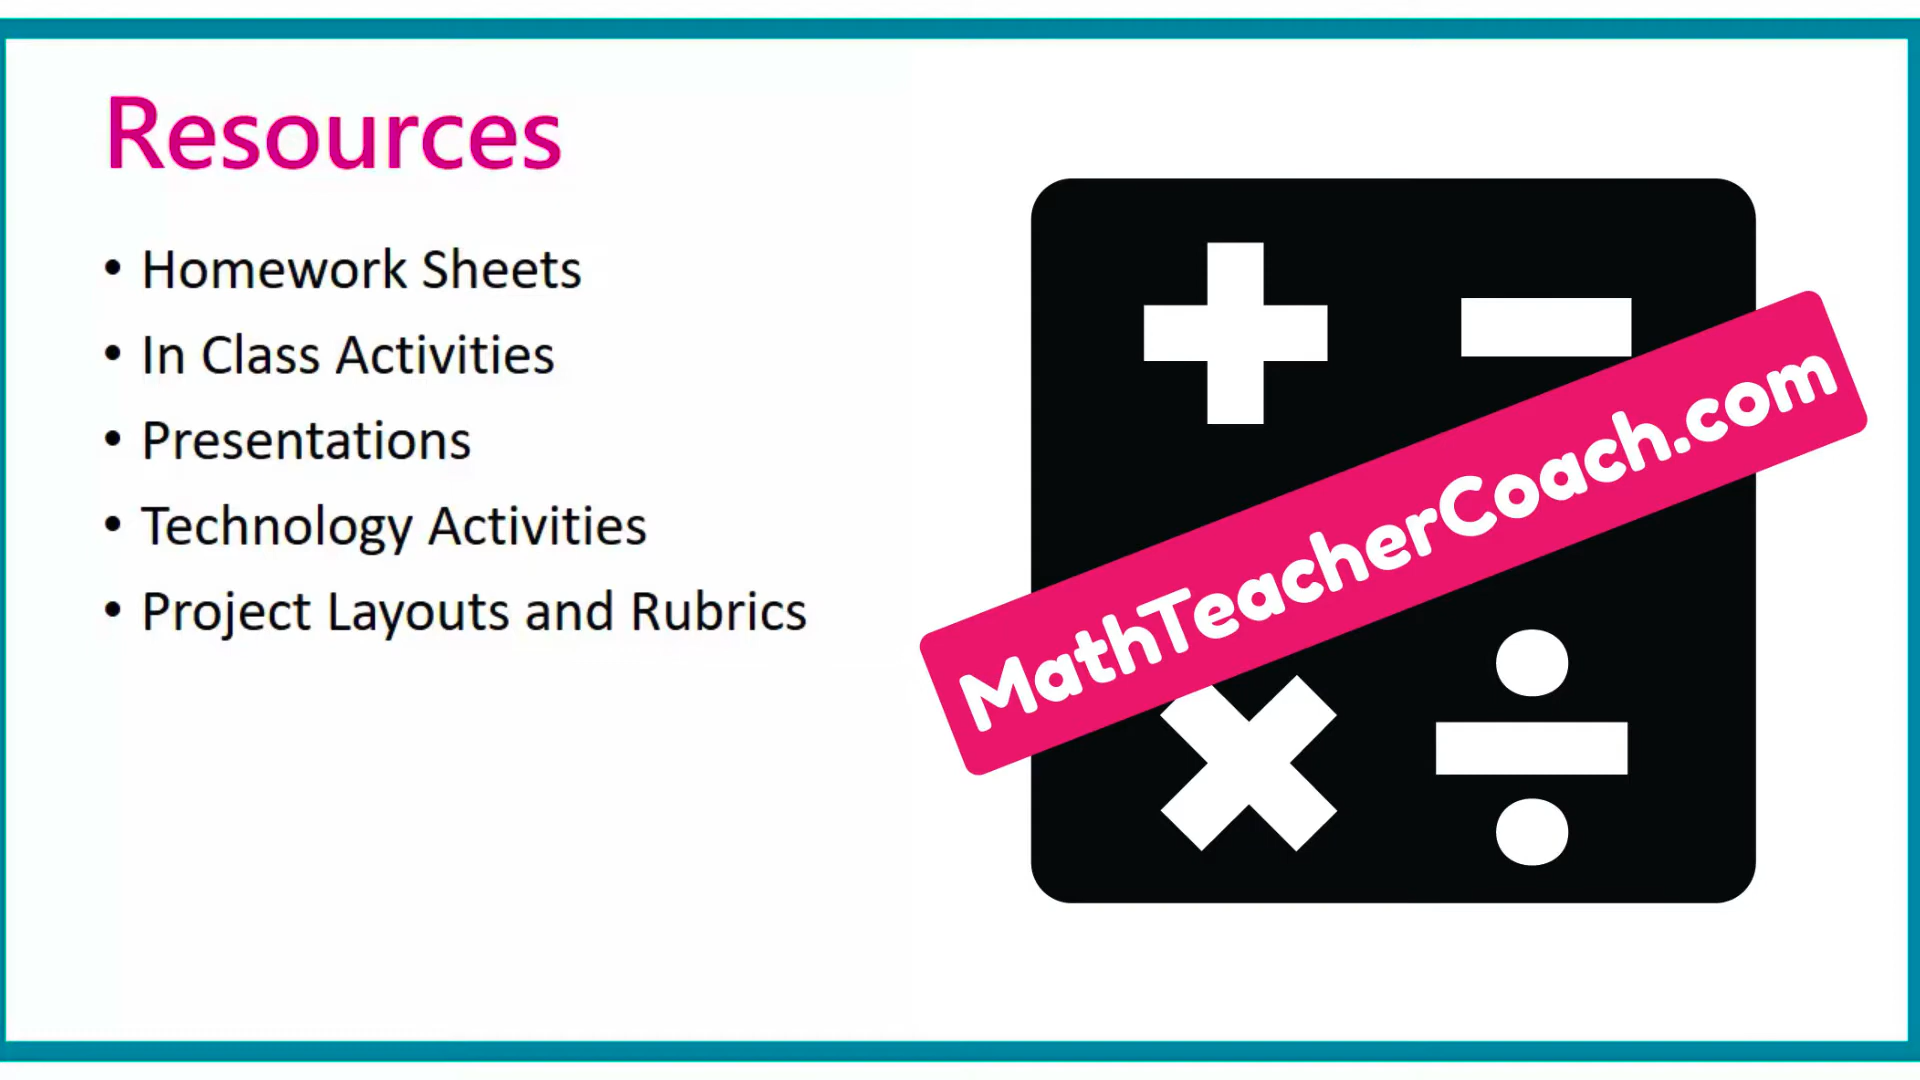 Resources
• Homework Sheets
• In Class Activities
• Presentations
• Technology Activities
• Project Layouts and Rubrics
MathTeacherCoach.com